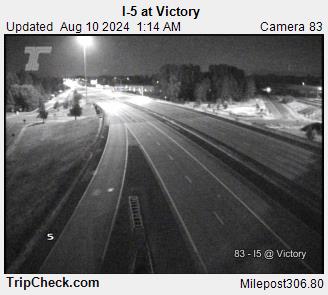 I-5 at Victory
Updated Aug 10 2024 1:14 AM Camera 83
S
83 - I5 @ Victory
TripCheck.com Milepost306.80